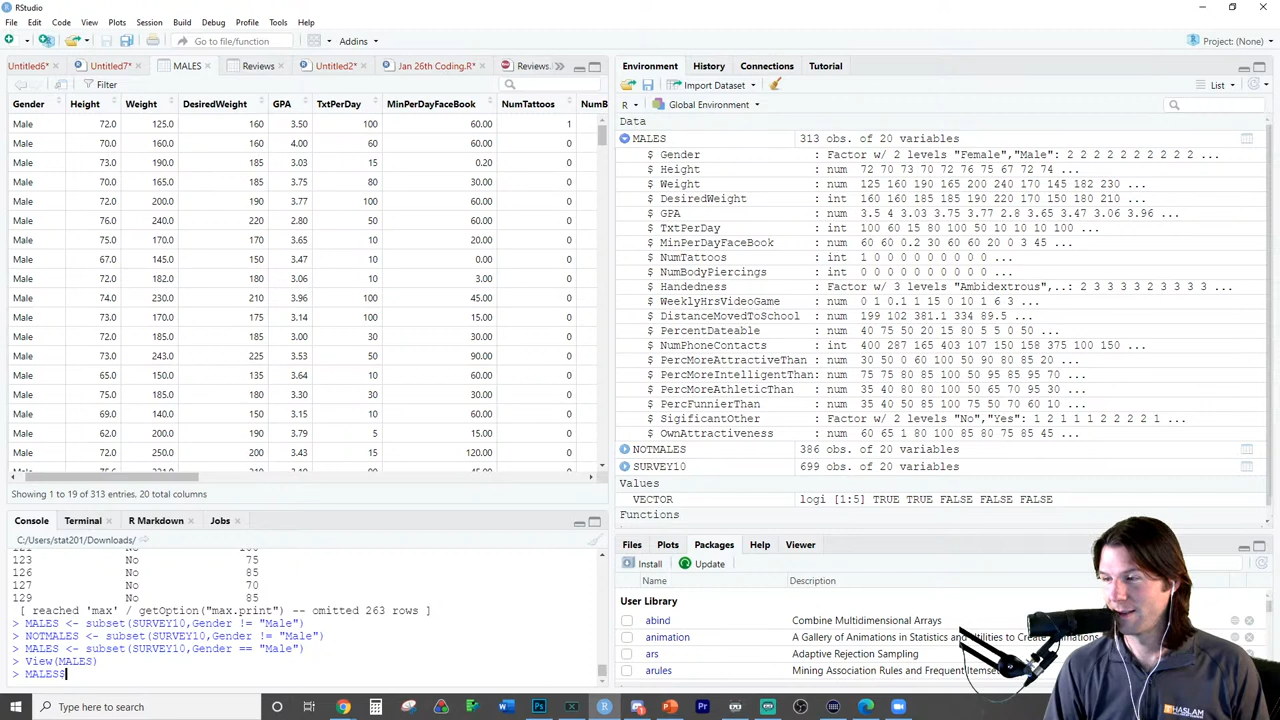 RStudio
File Edit Code View Plots Session Build Debug Profile Tools Help
Go to file/function Addins Project: (None)
Untitled6* Untitled7* MALES Reviews Untitled2* Jan 26th Coding.R* Reviews
Filter
Gender Height Weight DesiredWeight GPA TxtPerDay MinPerDayFaceBook NumTattoos NumB
Male 72.0 125.0 160 3.50 100 60.00 1
Male 70.0 160.0 160 4.00 60 60.00 0
Male 73.0 190.0 185 3.03 15 0.20 0
Male 70.0 165.0 185 3.75 80 30.00 0
Male 72.0 200.0 190 3.77 100 60.00 0
Male 76.0 240.0 220 2.80 50 60.00 0
Male 75.0 170.0 170 3.65 10 20.00 0
Male 67.0 145.0 150 3.47 10 0.00 0
Male 72.0 182.0 180 3.06 10 3.00 0
Male 74.0 230.0 210 3.96 100 45.00 0
Male 73.0 170.0 175 3.14 100 15.00 0
Male 72.0 185.0 185 3.00 30 30.00 0
Male 73.0 243.0 225 3.53 50 90.00 0
Male 65.0 150.0 135 3.64 10 60.00 0
Male 75.0 185.0 180 3.30 30 30.00 0
Male 69.0 140.0 150 3.15 10 60.00 0
Male 62.0 200.0 190 3.79 5 15.00 0
Male 72.0 250.0 200 3.43 15 120.00 0
Showing 1 to 19 of 313 entries, 20 total columns
Console Terminal R Markdown Jobs
C:/Users/stat201/Downloads/
123 No 75
126 No 85
127 No 70
129 No 85
[ reached 'max' / getOption("max.print") -- omitted 263 rows ]
> MALES <- subset(SURVEY10,Gender != "Male")
> NOTMALES <- subset(SURVEY10,Gender != "Male")
> MALES <- subset(SURVEY10,Gender == "Male")
> View(MALES)
> MALES$
Environment History Connections Tutorial
Import Dataset List
R Global Environment
Data
MALES 313 obs. of 20 variables
$ Gender : Factor w/ 2 levels "Female","Male": 2 2 2 2 2 2 2 2 2 2 ...
$ Height : num 72 70 73 70 72 76 75 67 72 74 ...
$ Weight : num 125 160 190 165 200 240 170 145 182 230 ...
$ DesiredWeight : int 160 160 185 185 190 220 170 150 180 210 ...
$ GPA : num 3.5 4 3.03 3.75 3.77 2.8 3.65 3.47 3.06 3.96 ...
$ TxtPerDay : int 100 60 15 80 100 50 10 10 10 100 ...
$ MinPerDayFaceBook : num 60 60 0.2 30 60 60 20 0 3 45 ...
$ NumTattoos : int 1 0 0 0 0 0 0 0 0 0 ...
$ NumBodyPiercings : int 0 0 0 0 0 0 0 0 0 0 ...
$ Handedness : Factor w/ 3 levels "Ambidextrous",..: 2 3 3 3 3 2 3 3 3 3 ...
$ WeeklyHrsVideoGame : num 0 1 0.1 1 15 0 10 1 6 3 ...
$ DistanceMovedToSchool : num 199 102 381.1 334 89.5 ...
$ PercentDateable : num 40 75 50 20 15 80 5 5 0 50 ...
$ NumPhoneContacts : int 400 287 165 403 107 150 158 375 100 150 ...
$ PercMoreAttractiveThan : num 30 50 0 60 100 50 90 80 85 20 ...
$ PercMoreIntelligentThan: num 75 75 80 85 100 50 95 85 95 70 ...
$ PercMoreAthleticThan : num 35 40 80 80 100 50 65 70 95 30 ...
$ PercFunnierThan : num 35 40 50 85 100 75 50 70 60 10 ...
$ SigificantOther : Factor w/ 2 levels "No","Yes": 1 2 1 1 1 2 2 2 2 1 ...
$ OwnAttractiveness : num 60 65 1 80 100 85 80 75 85 45 ...
NOTMALES 386 obs. of 20 variables
SURVEY10 699 obs. of 20 variables
Values
VECTOR logi [1:5] TRUE TRUE FALSE FALSE FALSE
Functions
Files Plots Packages Help Viewer
Install Update
Name Description
User Library
abind Combine Multidimensional Arrays
animation A Gallery of Animations in Statistics and Utilities to Create Animations
ars Adaptive Rejection Sampling
arules Mining Association Rules and Frequent Itemse
HASLAM
Type here to search